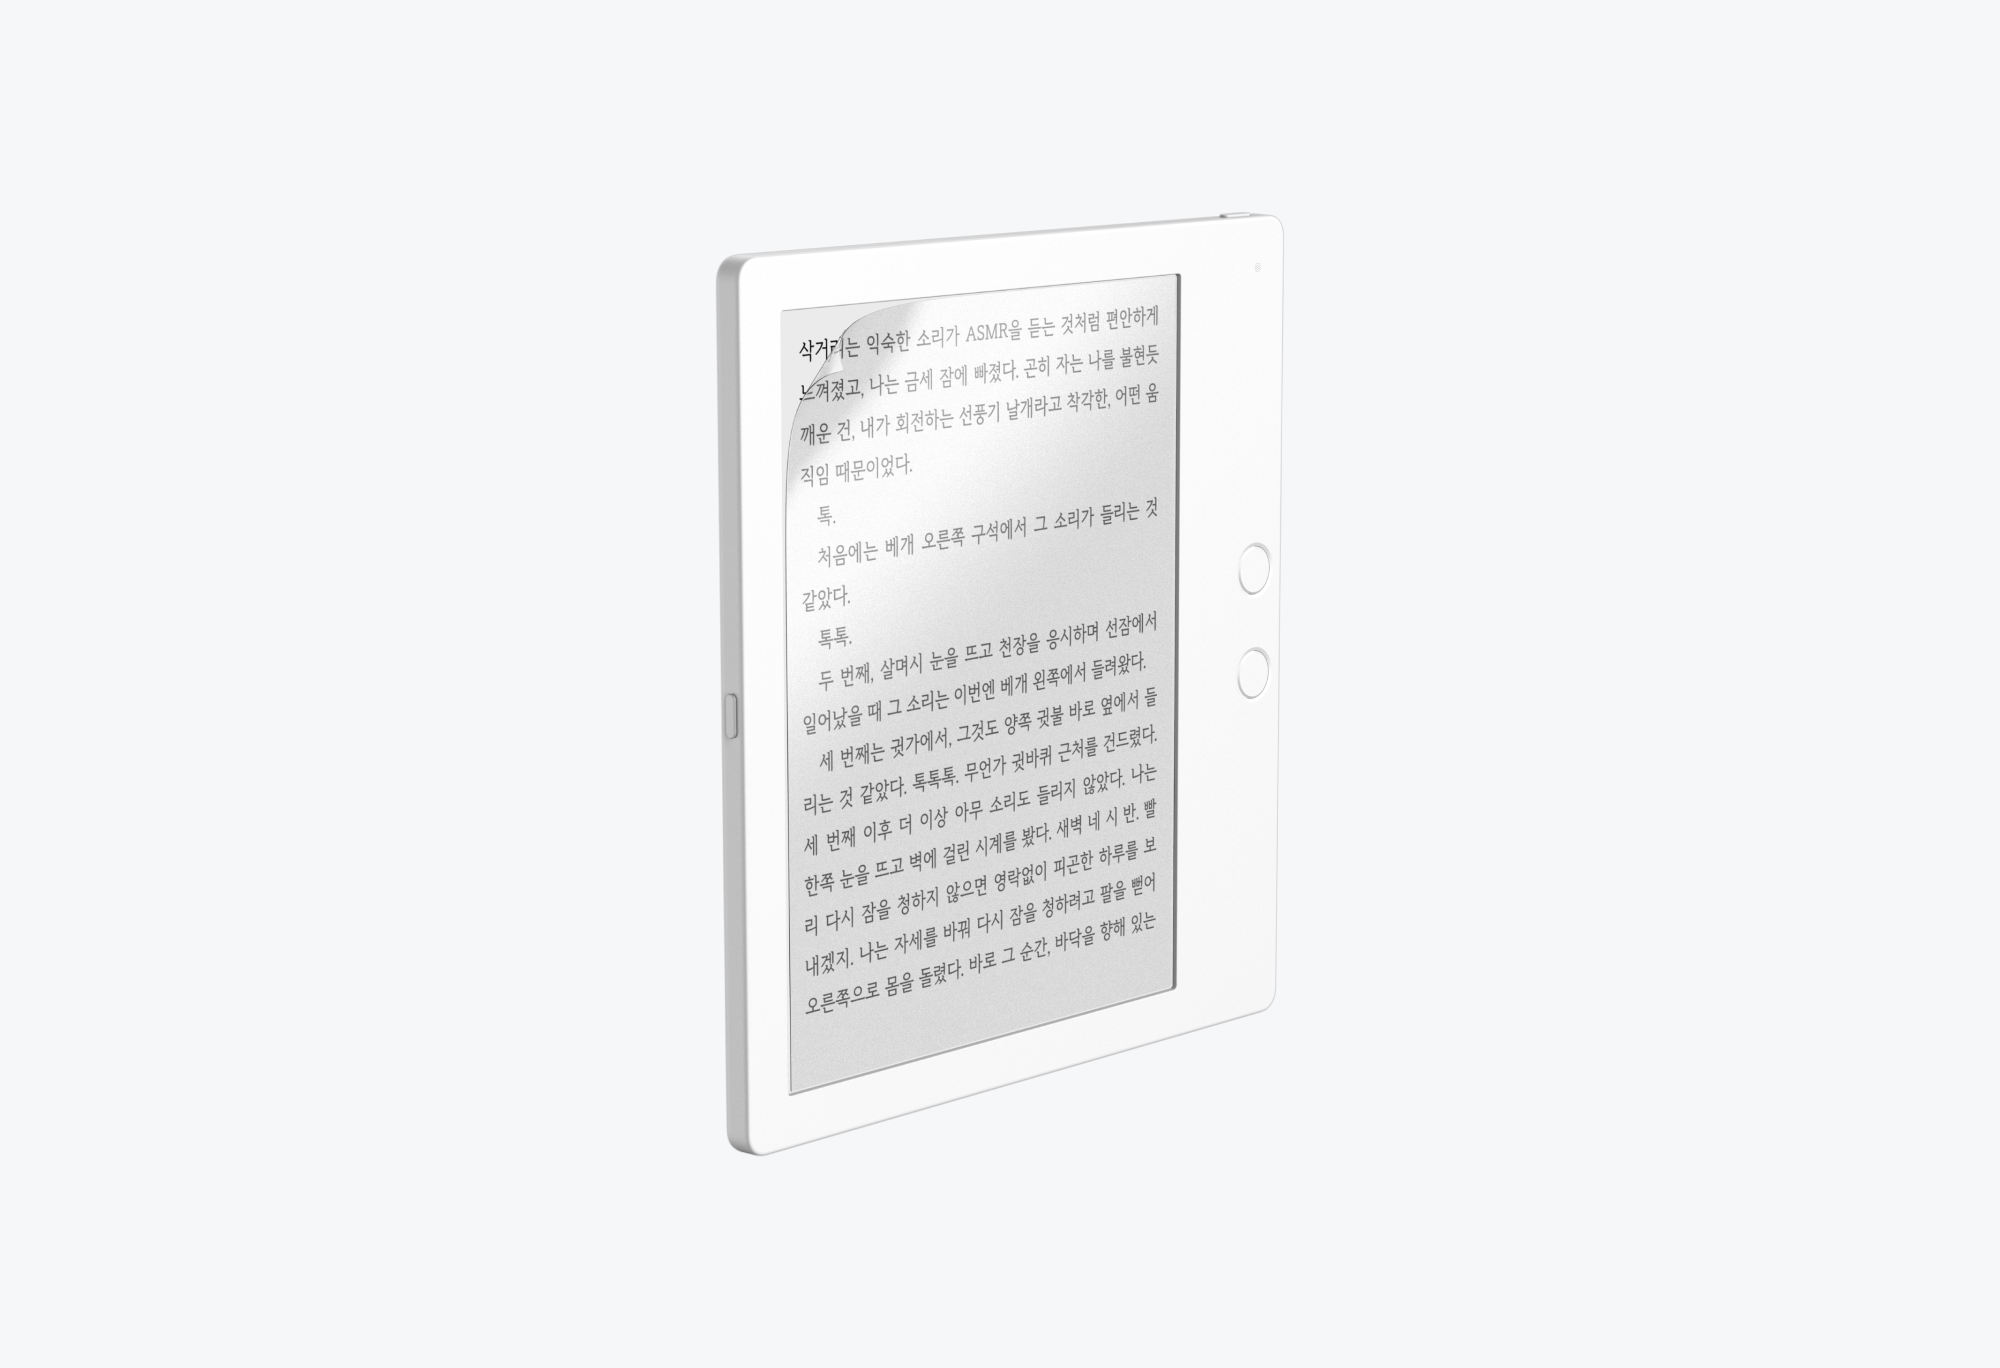 삭거리는 익숙한 소리가 ASMR을 듣는 것처럼 편안하게
느껴졌고, 나는 금세 잠에 빠졌다. 곤히 자는 나를 불현듯
깨운 건, 내가 회전하는 선풍기 날개라고 착각한, 어떤 움
직임 때문이었다.
톡.
처음에는 베개 오른쪽 구석에서 그 소리가 들리는 것
같았다.
톡톡.
두 번째, 살며시 눈을 뜨고 천장을 응시하며 선잠에서
일어났을 때 그 소리는 이번엔 베개 왼쪽에서 들려왔다.
세 번째는 귓가에서, 그것도 양쪽 귓불 바로 옆에서 들
리는 것 같았다. 톡톡톡. 무언가 귓바퀴 근처를 건드렸다.
세 번째 이후 더 이상 아무 소리도 들리지 않았다. 나는
한쪽 눈을 뜨고 벽에 걸린 시계를 봤다. 새벽 네 시 반. 빨
리 다시 잠을 청하지 않으면 영락없이 피곤한 하루를 보
내겠지. 나는 자세를 바꿔 다시 잠을 청하려고 팔을 뻗어
오른쪽으로 몸을 돌렸다. 바로 그 순간, 바닥을 향해 있는